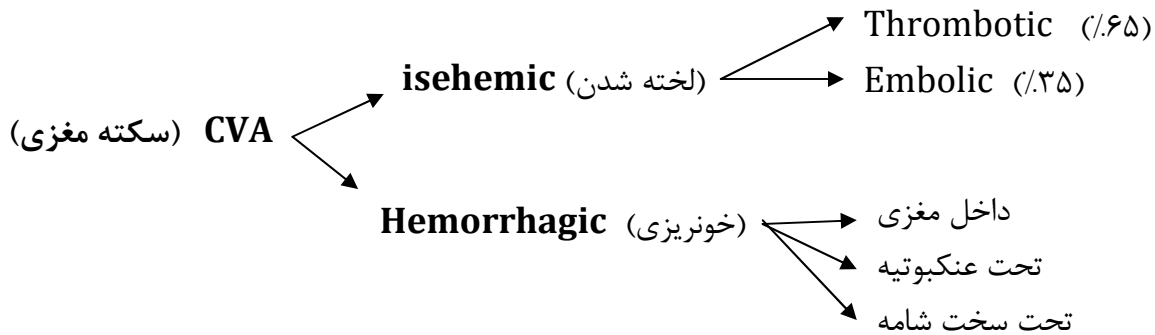 Thrombotic (٪۶۵)
isehemic (لخته شدن)
Embolic (٪۳۵)
CVA (سکته مغزی)
Hemorrhagic (خونریزی)
داخل مغزی
تحت عنکبوتیه
تحت سخت شامه